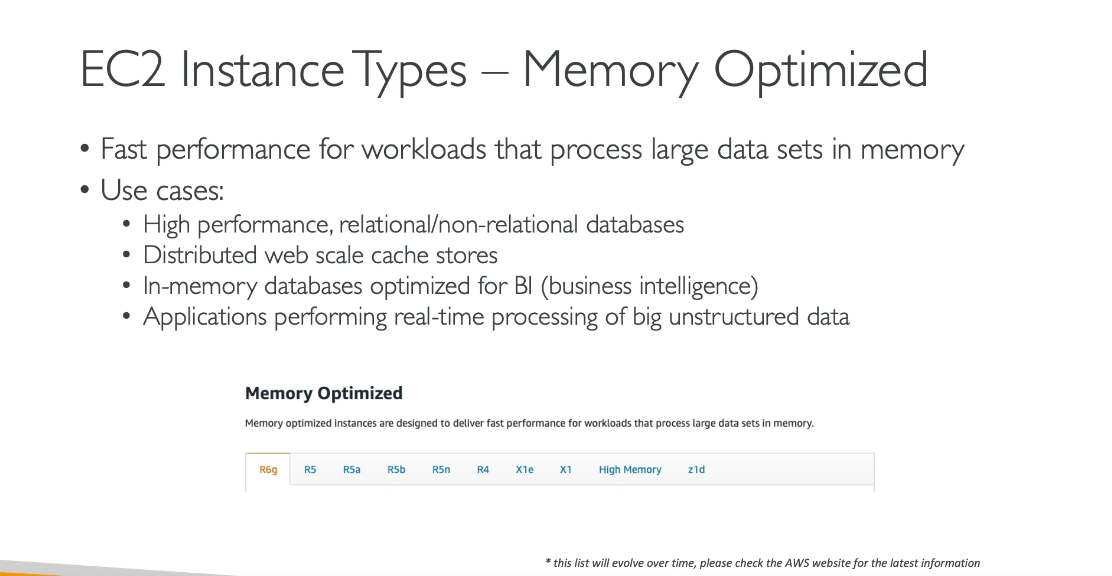 EC2 Instance Types – Memory Optimized
• Fast performance for workloads that process large data sets in memory
• Use cases:
• High performance, relational/non-relational databases
• Distributed web scale cache stores
• In-memory databases optimized for BI (business intelligence)
• Applications performing real-time processing of big unstructured data
Memory Optimized
Memory optimized instances are designed to deliver fast performance for workloads that process large data sets in memory.
R6g R5 R5a R5b R5n R4 X1e X1 High Memory z1d
* this list will evolve over time, please check the AWS website for the latest information